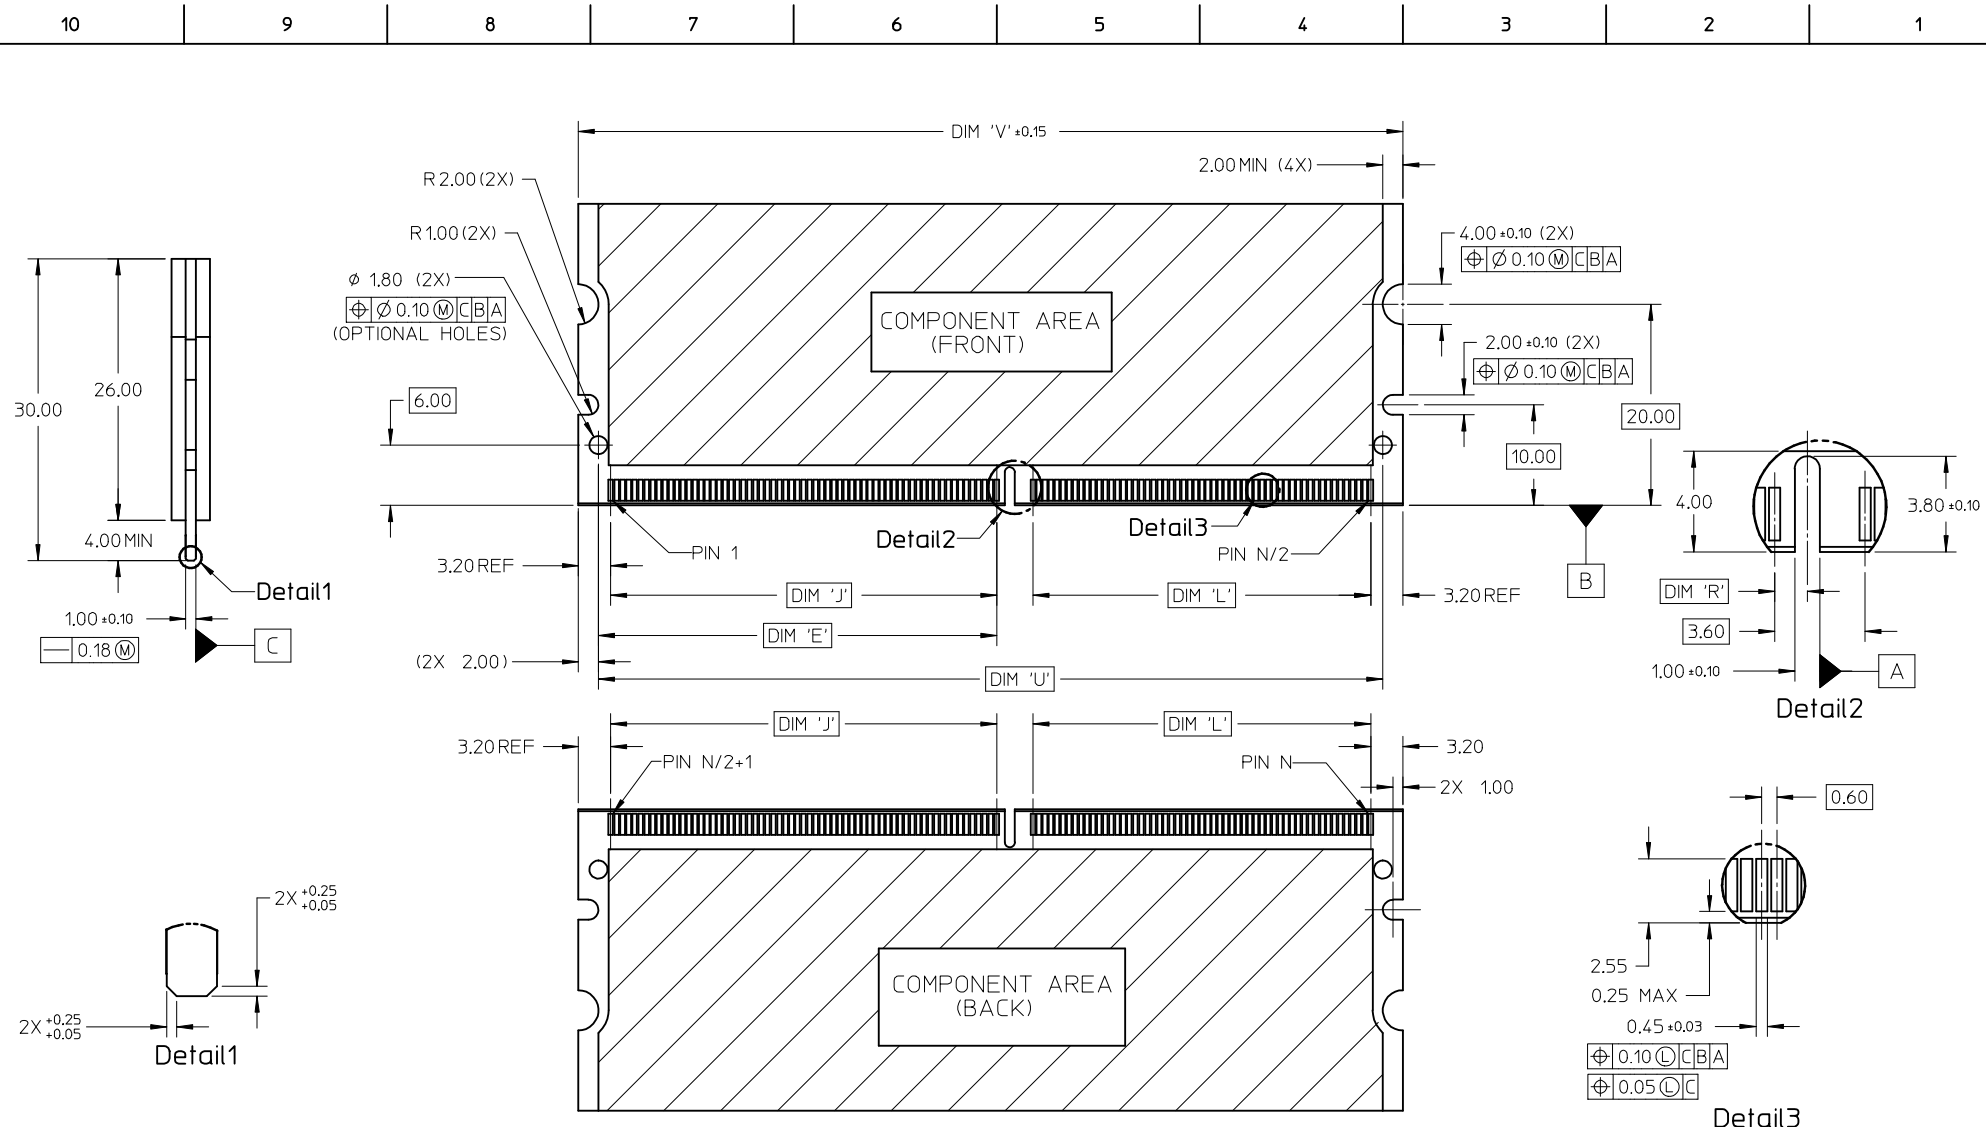 10 9 8 7 6 5 4 3 2 1
DIM 'V' ±0.15
2.00 MIN (4X)
R 2.00 (2X)
R 1.00 (2X)
ø 1.80 (2X)
⌖ Ø 0.10 Ⓜ C B A
(OPTIONAL HOLES)
4.00 ±0.10 (2X)
⌖ Ø 0.10 Ⓜ C B A
COMPONENT AREA
(FRONT)
2.00 ±0.10 (2X)
⌖ Ø 0.10 Ⓜ C B A
30.00
26.00
6.00
20.00
10.00
4.00 MIN
Detail1
1.00 ±0.10
⏤ 0.18 Ⓜ
C
PIN 1
Detail2
Detail3
PIN N/2
3.20 REF
DIM 'J'
DIM 'L'
3.20 REF
B
DIM 'E'
(2X 2.00)
DIM 'U'
4.00
3.80 ±0.10
DIM 'R'
3.60
1.00 ±0.10
A
Detail2
DIM 'J'
DIM 'L'
3.20 REF
3.20
PIN N/2+1
PIN N
2X 1.00
COMPONENT AREA
(BACK)
2X +0.25
+0.05
2X +0.25
+0.05
Detail1
0.60
2.55
0.25 MAX
0.45 ±0.03
⌖ 0.10 Ⓛ C B A
⌖ 0.05 Ⓛ C
Detail3